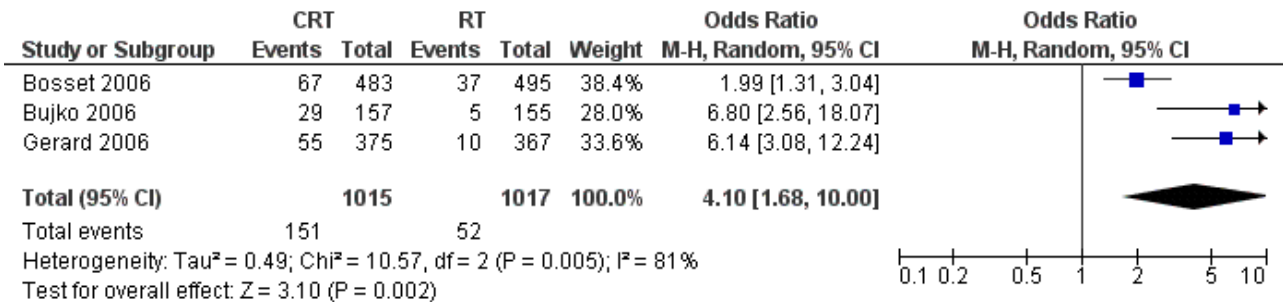 CRT RT Odds Ratio Odds Ratio
Study or Subgroup Events Total Events Total Weight M-H, Random, 95% CI M-H, Random, 95% CI
Bosset 2006 67 483 37 495 38.4% 1.99 [1.31, 3.04]
Bujko 2006 29 157 5 155 28.0% 6.80 [2.56, 18.07]
Gerard 2006 55 375 10 367 33.6% 6.14 [3.08, 12.24]
Total (95% CI) 1015 1017 100.0% 4.10 [1.68, 10.00]
Total events 151 52
Heterogeneity: Tau² = 0.49; Chi² = 10.57, df = 2 (P = 0.005); I² = 81%
Test for overall effect: Z = 3.10 (P = 0.002)
0.1 0.2 0.5 1 2 5 10